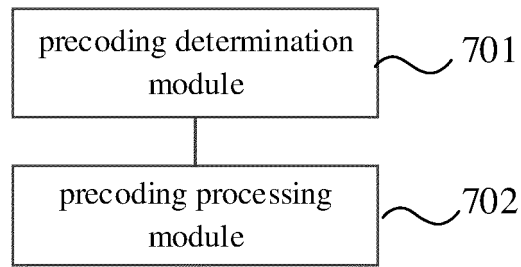 precoding determination
module
701
precoding processing
module
702